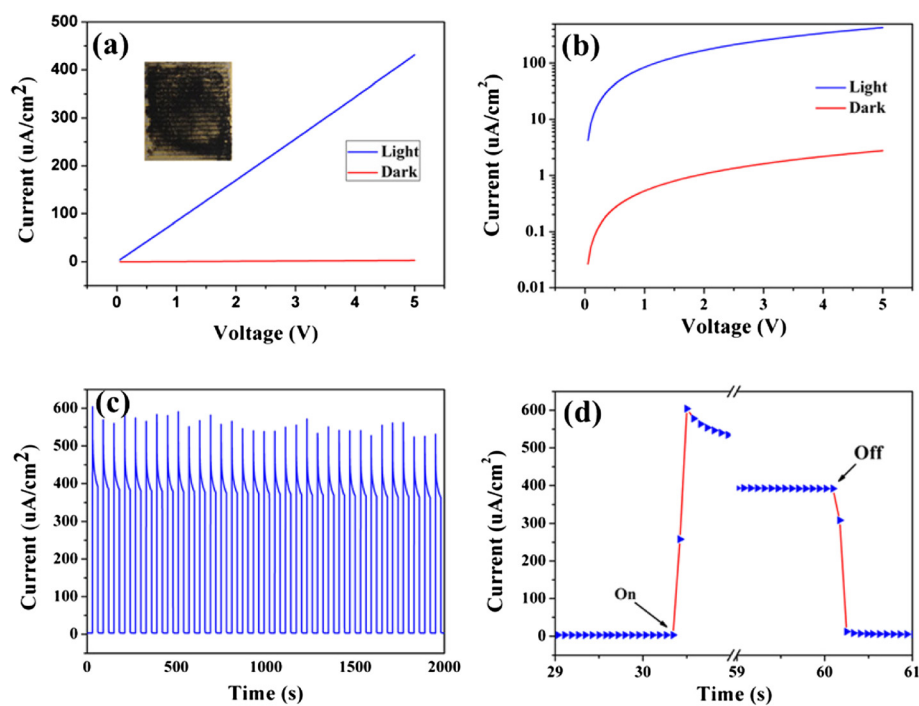 (a)
Current (uA/cm²)
500
400
300
200
100
0
0 1 2 3 4 5
Voltage (V)
Light
Dark
(b)
Current (uA/cm²)
100
10
1
0.1
0.01
0 1 2 3 4 5
Voltage (V)
Light
Dark
(c)
Current (uA/cm²)
600
500
400
300
200
100
0
0 500 1000 1500 2000
Time (s)
(d)
Current (uA/cm²)
600
400
200
0
On
Off
29 30 59 60 61
Time (s)